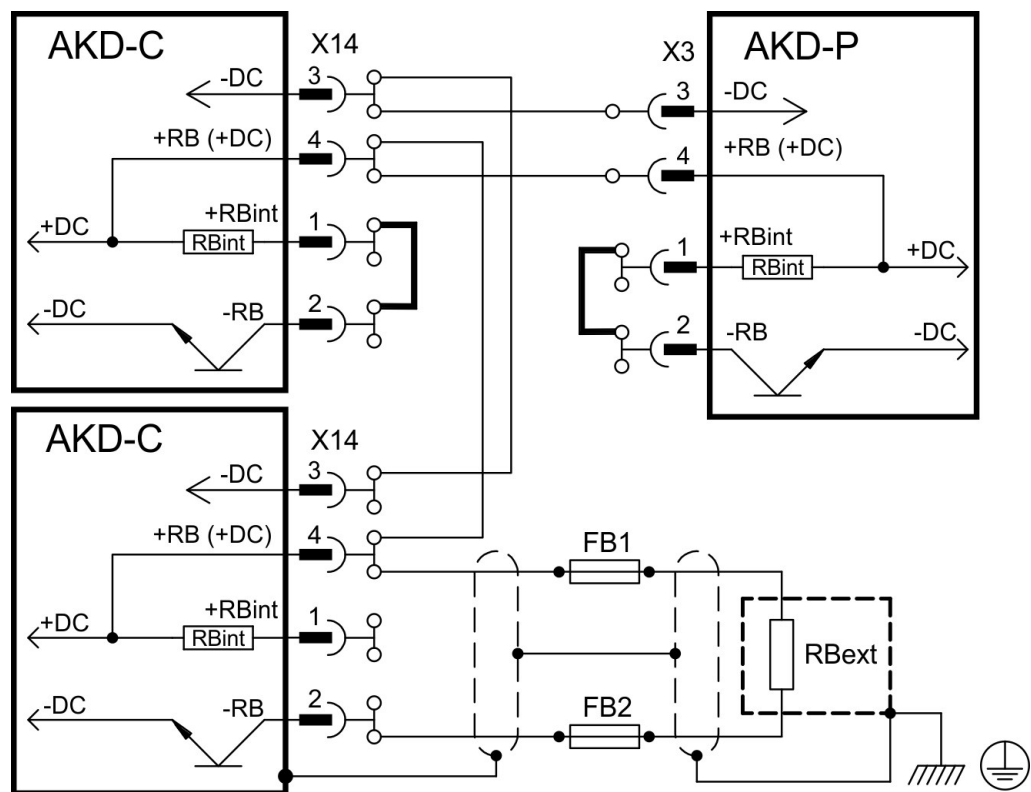 AKD-C
X14
-DC
3
+RB (+DC)
4
+DC
+RBint
RBint
1
-DC
-RB
2
X3
AKD-P
3
-DC
4
+RB (+DC)
1
+RBint
RBint
+DC
2
-RB
-DC
AKD-C
X14
-DC
3
+RB (+DC)
4
+DC
+RBint
RBint
1
-DC
-RB
2
FB1
RBext
FB2